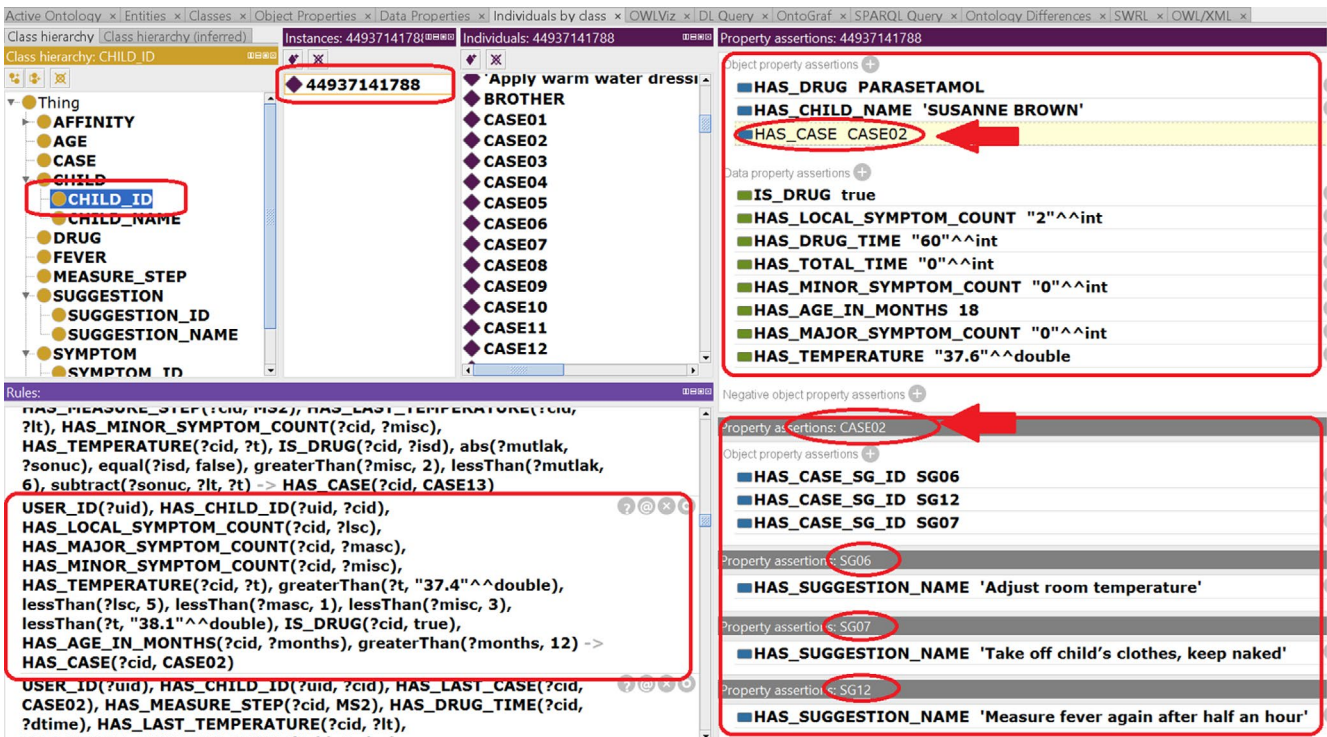 Active Ontology × Entities × Classes × Object Properties × Data Properties × Individuals by class × OWLViz × DL Query × OntoGraf × SPARQL Query × Ontology Differences × SWRL × OWL/XML ×
Class hierarchy Class hierarchy (inferred)
Class hierarchy: CHILD_ID
Thing
AFFINITY
AGE
CASE
CHILD
CHILD_ID
CHILD_NAME
DRUG
FEVER
MEASURE_STEP
SUGGESTION
SUGGESTION_ID
SUGGESTION_NAME
SYMPTOM
SYMPTOM_ID
Instances: 4493714178
44937141788
Individuals: 44937141788
'Apply warm water dressi
BROTHER
CASE01
CASE02
CASE03
CASE04
CASE05
CASE06
CASE07
CASE08
CASE09
CASE10
CASE11
CASE12
Rules:
HAS_MEASURE_STEP(?cid, MS2), HAS_LAST_TEMPERATURE(?cid,
?lt), HAS_MINOR_SYMPTOM_COUNT(?cid, ?misc),
HAS_TEMPERATURE(?cid, ?t), IS_DRUG(?cid, ?isd), abs(?mutlak,
?sonuc), equal(?isd, false), greaterThan(?misc, 2), lessThan(?mutlak,
6), subtract(?sonuc, ?lt, ?t) -> HAS_CASE(?cid, CASE13)
USER_ID(?uid), HAS_CHILD_ID(?uid, ?cid),
HAS_LOCAL_SYMPTOM_COUNT(?cid, ?lsc),
HAS_MAJOR_SYMPTOM_COUNT(?cid, ?masc),
HAS_MINOR_SYMPTOM_COUNT(?cid, ?misc),
HAS_TEMPERATURE(?cid, ?t), greaterThan(?t, "37.4"^^double),
lessThan(?lsc, 5), lessThan(?masc, 1), lessThan(?misc, 3),
lessThan(?t, "38.1"^^double), IS_DRUG(?cid, true),
HAS_AGE_IN_MONTHS(?cid, ?months), greaterThan(?months, 12) ->
HAS_CASE(?cid, CASE02)
USER_ID(?uid), HAS_CHILD_ID(?uid, ?cid), HAS_LAST_CASE(?cid,
CASE02), HAS_MEASURE_STEP(?cid, MS2), HAS_DRUG_TIME(?cid,
?dtime), HAS_LAST_TEMPERATURE(?cid, ?lt),
Property assertions: 44937141788
Object property assertions
HAS_DRUG PARASETAMOL
HAS_CHILD_NAME 'SUSANNE BROWN'
HAS_CASE CASE02
Data property assertions
IS_DRUG true
HAS_LOCAL_SYMPTOM_COUNT "2"^^int
HAS_DRUG_TIME "60"^^int
HAS_TOTAL_TIME "0"^^int
HAS_MINOR_SYMPTOM_COUNT "0"^^int
HAS_AGE_IN_MONTHS 18
HAS_MAJOR_SYMPTOM_COUNT "0"^^int
HAS_TEMPERATURE "37.6"^^double
Negative object property assertions
Property assertions: CASE02
Object property assertions
HAS_CASE_SG_ID SG06
HAS_CASE_SG_ID SG12
HAS_CASE_SG_ID SG07
Property assertions: SG06
HAS_SUGGESTION_NAME 'Adjust room temperature'
Property assertions: SG07
HAS_SUGGESTION_NAME 'Take off child's clothes, keep naked'
Property assertions: SG12
HAS_SUGGESTION_NAME 'Measure fever again after half an hour'